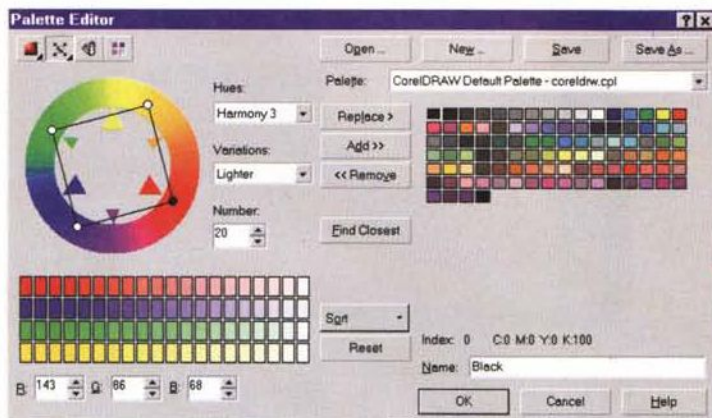 Palette Editor
Open ... New ... Save Save As ...
Hues: Palette: CorelDRAW Default Palette - coreldrw.cpl
Harmony 3 Replace >
Variations: Add >>
Lighter << Remove
Number:
20 Find Closest
Sort
Reset
Index: 0 C:0 M:0 Y:0 K:100
Name: Black
R: 143 G: 86 B: 68
OK Cancel Help